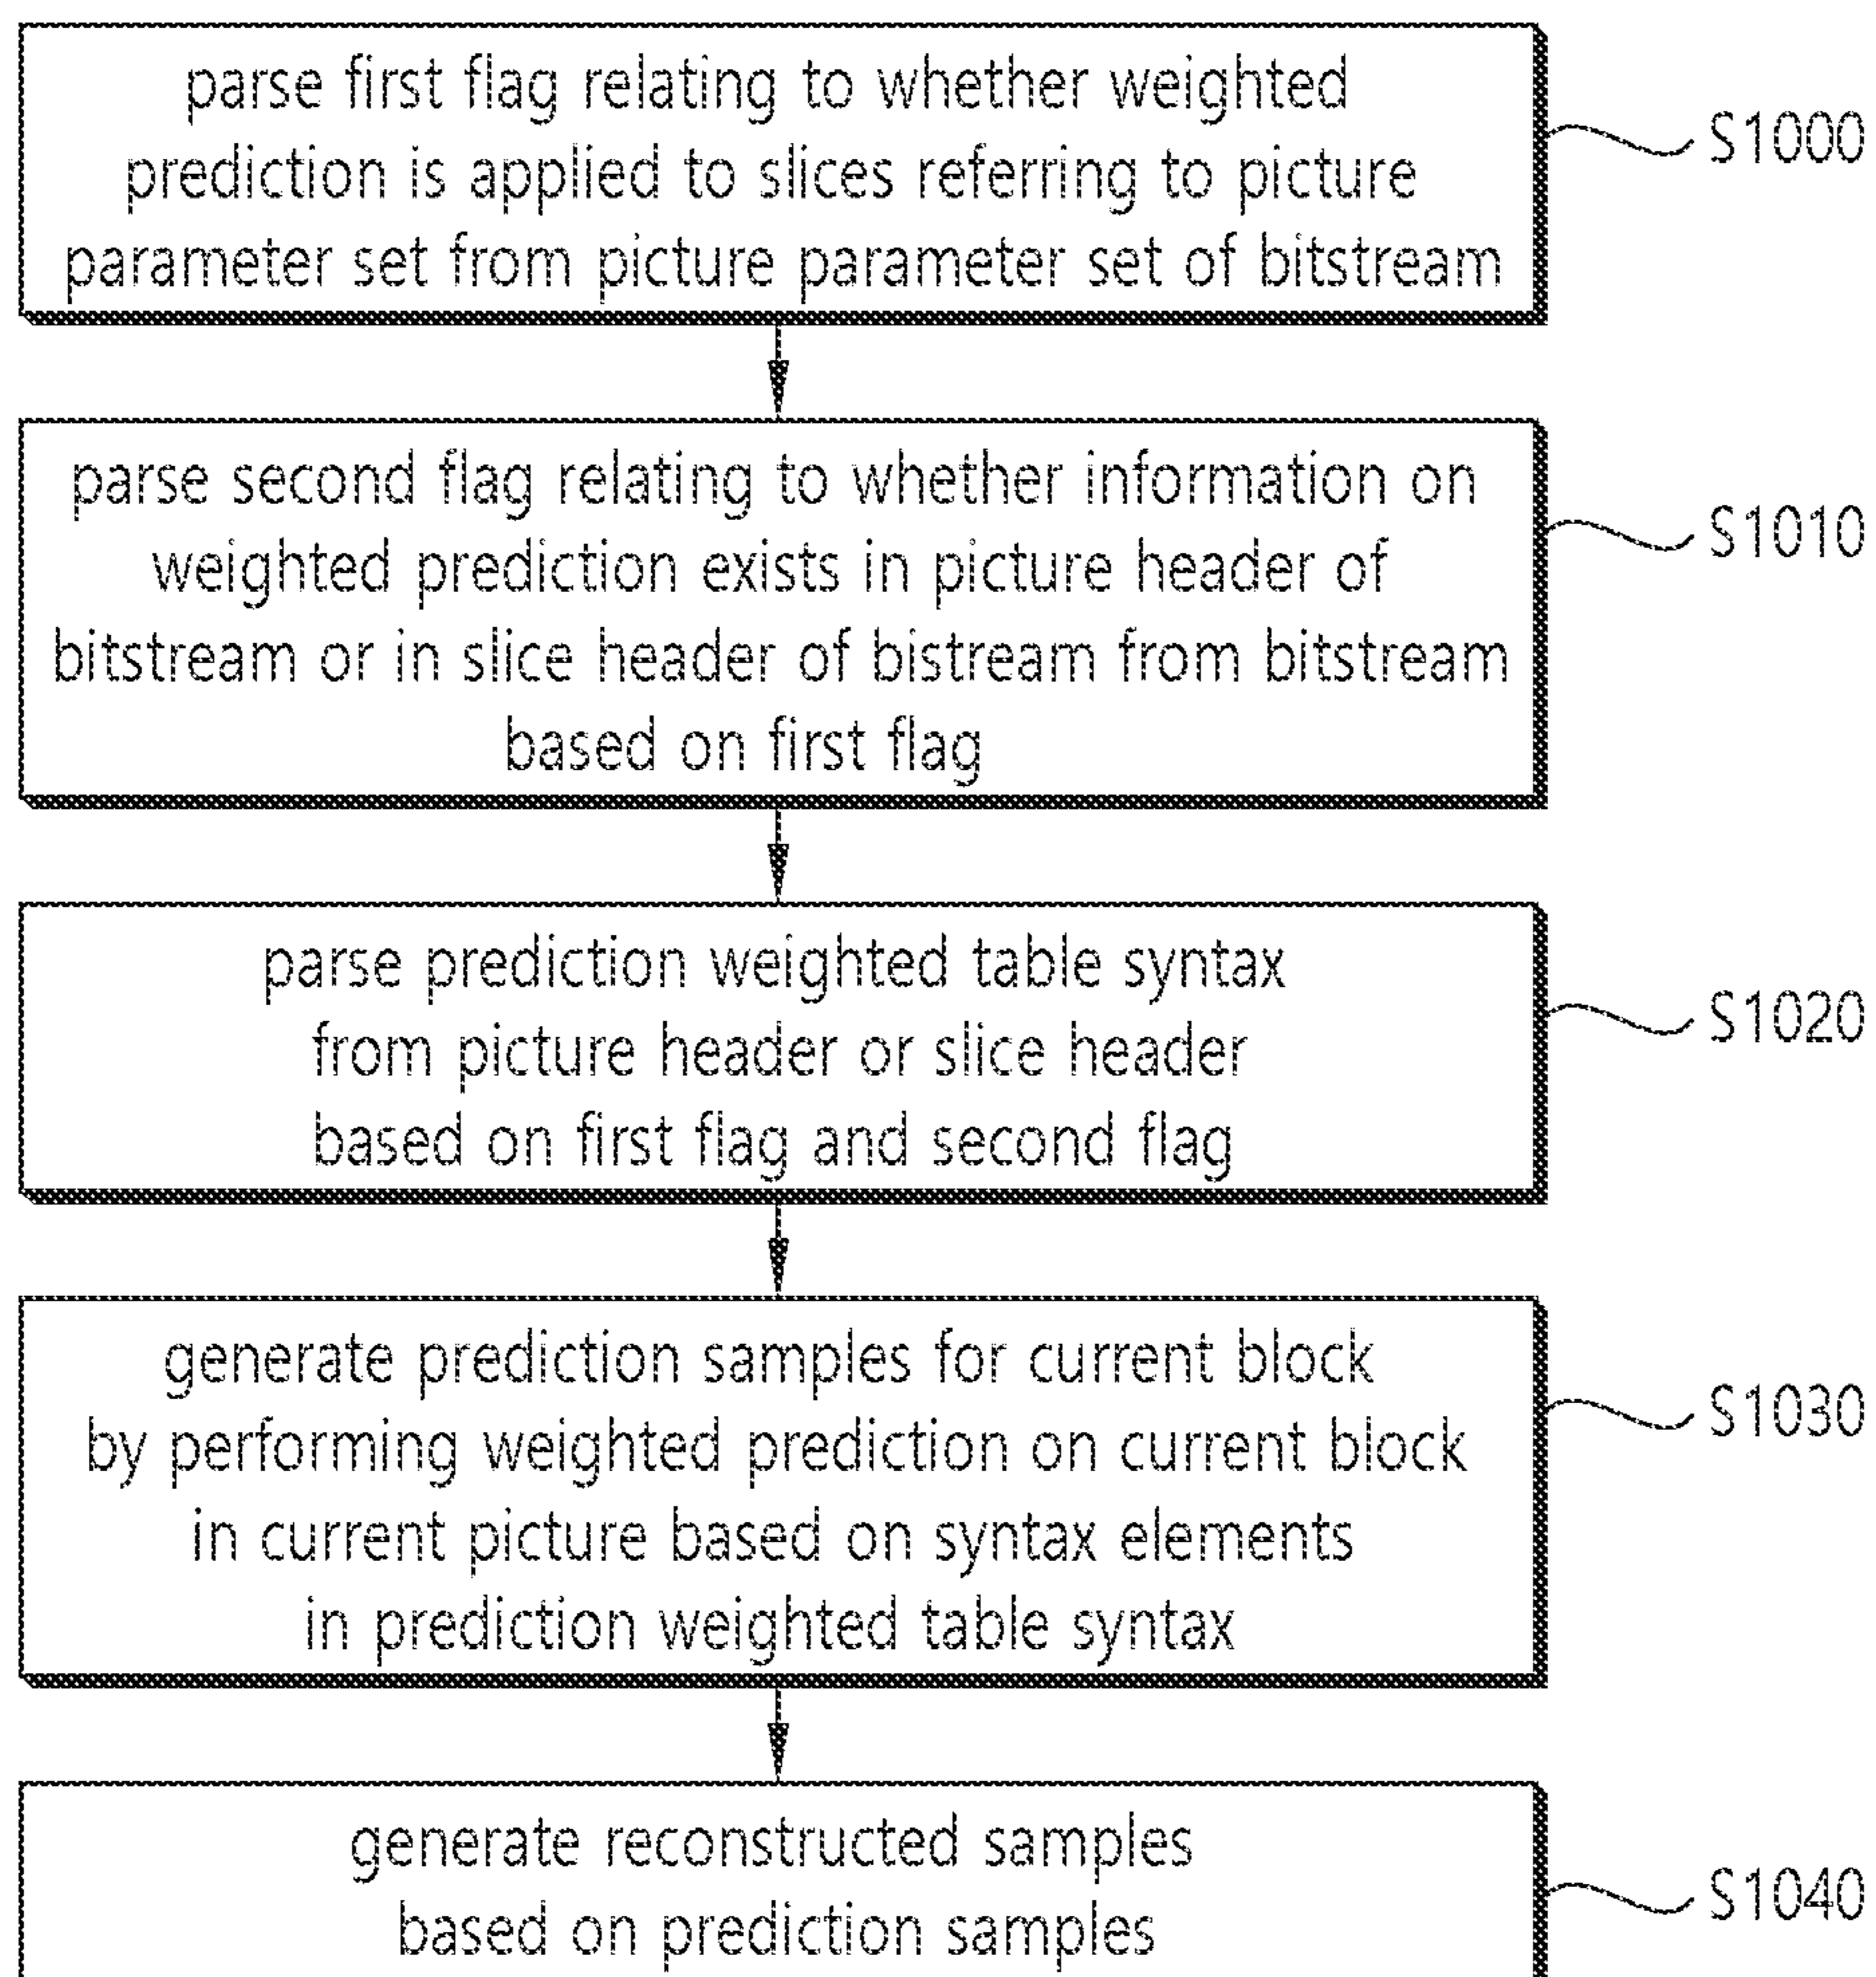 parse first flag relating to whether weighted
prediction is applied to slices referring to picture
parameter set from picture parameter set of bitstream
S1000
parse second flag relating to whether information on
weighted prediction exists in picture header of
bitstream or in slice header of bistream from bitstream
based on first flag
S1010
parse prediction weighted table syntax
from picture header or slice header
based on first flag and second flag
S1020
generate prediction samples for current block
by performing weighted prediction on current block
in current picture based on syntax elements
in prediction weighted table syntax
S1030
generate reconstructed samples
based on prediction samples
S1040